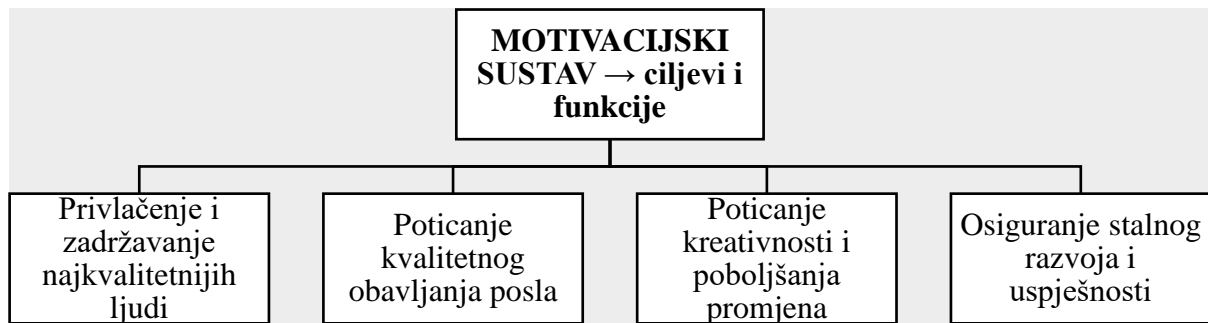 MOTIVACIJSKI
SUSTAV → ciljevi i
funkcije
Privlačenje i
zadržavanje
najkvalitetnijih
ljudi
Poticanje
kvalitetnog
obavljanja posla
Poticanje
kreativnosti i
poboljšanja
promjena
Osiguranje stalnog
razvoja i
uspješnosti